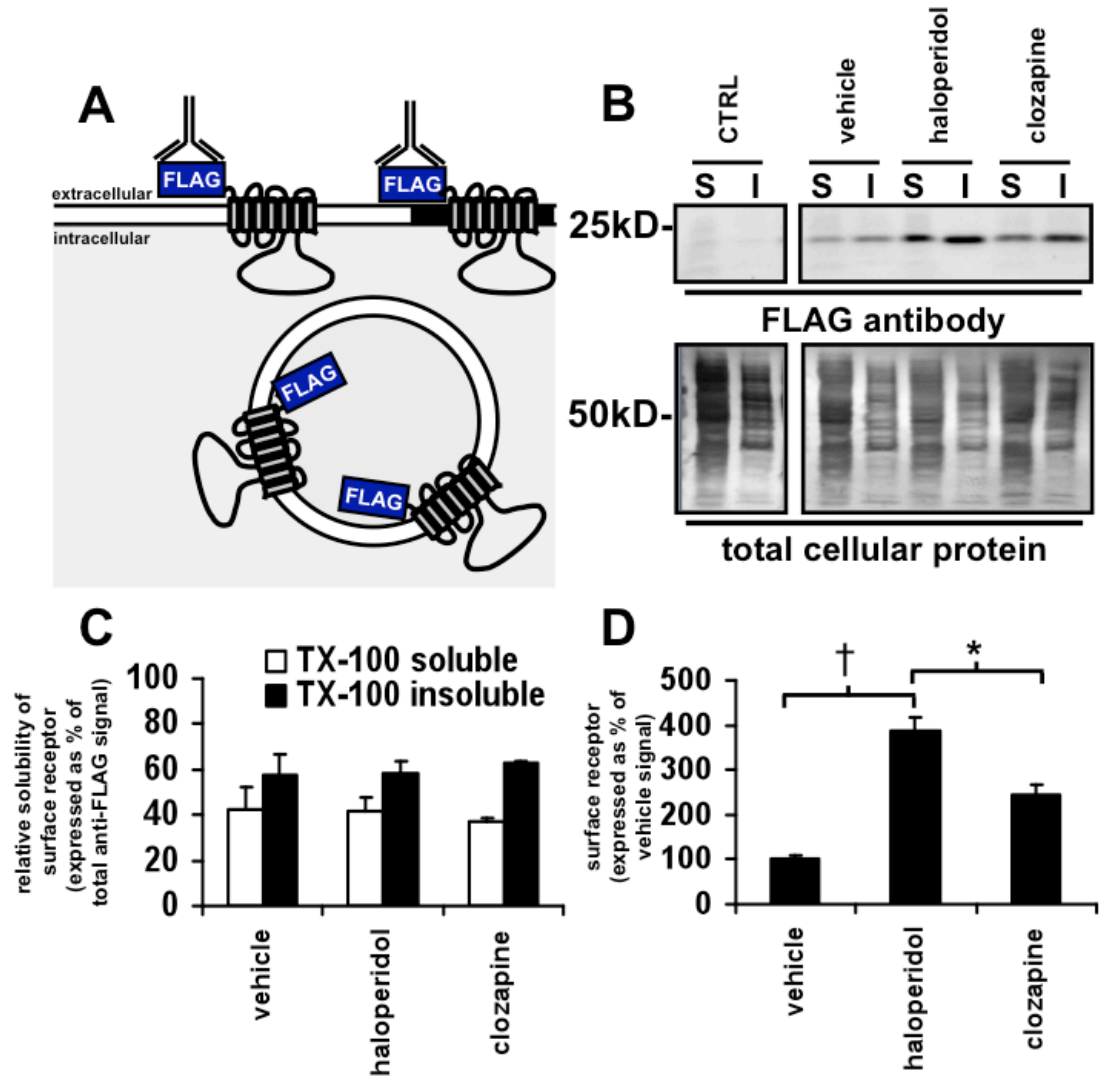 A
FLAG
FLAG
extracellular
intracellular
FLAG
FLAG
B
CTRL
vehicle
haloperidol
clozapine
S I S I S I S I
25kD-
FLAG antibody
50kD-
total cellular protein
C
TX-100 soluble
TX-100 insoluble
relative solubility of
surface receptor
(expressed as % of
total anti-FLAG signal)
100
80
60
40
20
0
vehicle
haloperidol
clozapine
D
†
*
surface receptor
(expressed as % of
vehicle signal)
500
400
300
200
100
0
vehicle
haloperidol
clozapine